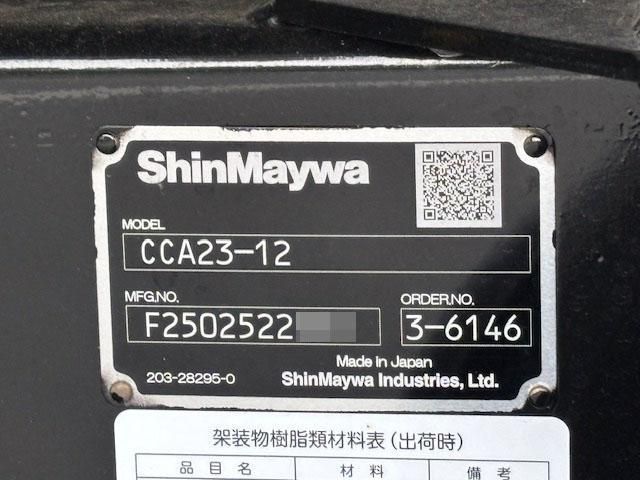 ShinMaywa
MODEL
CCA23-12
MFG.NO. ORDER.NO.
F2502522 3-6146
Made in Japan
203-28295-0 ShinMaywa Industries, Ltd.
架装物樹脂類材料表(出荷時)
品目名 材料 備考